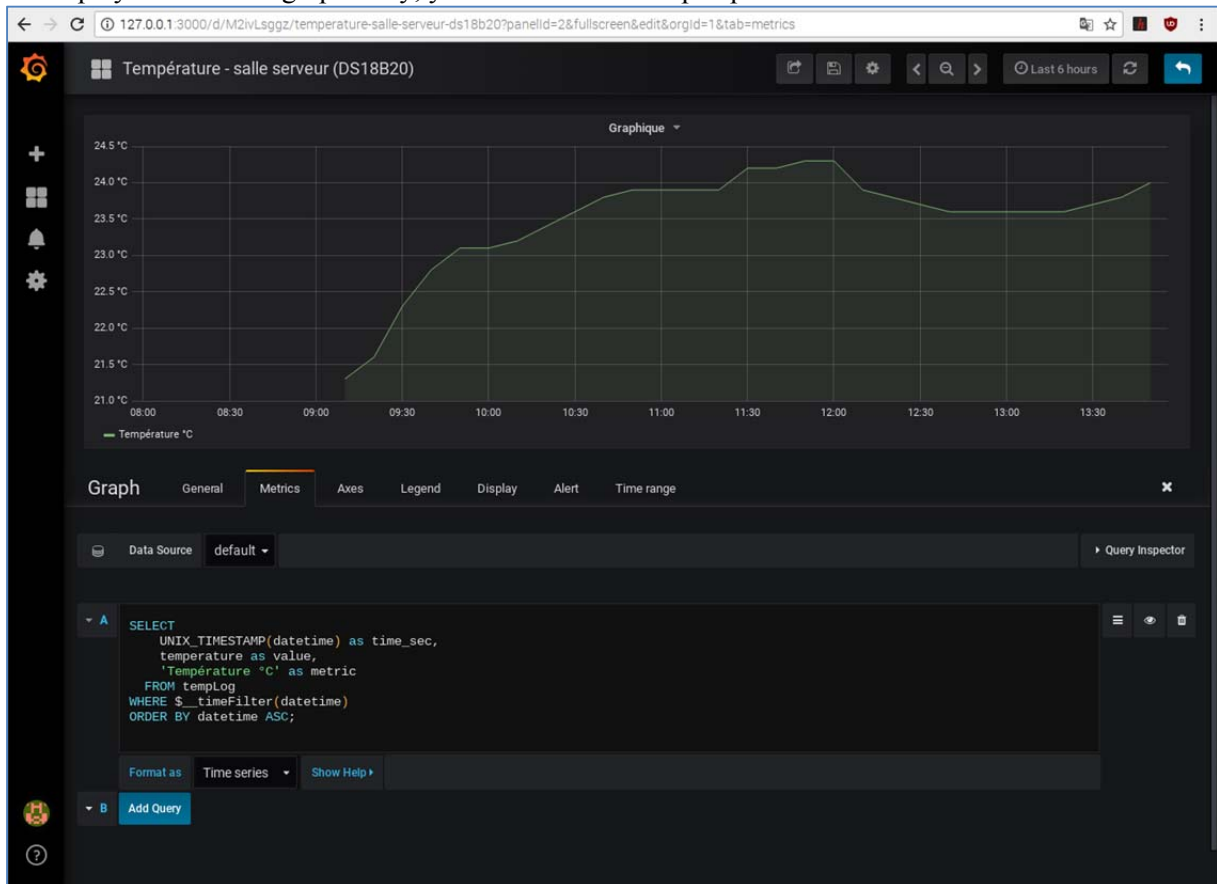 127.0.0.1:3000/d/M2ivLsggz/temperature-salle-serveur-ds18b20?panelId=2&fullscreen&edit&orgId=1&tab=metrics
Température - salle serveur (DS18B20)
Last 6 hours
Graphique
24.5 °C
24.0 °C
23.5 °C
23.0 °C
22.5 °C
22.0 °C
21.5 °C
21.0 °C
08:00 08:30 09:00 09:30 10:00 10:30 11:00 11:30 12:00 12:30 13:00 13:30
Température °C
Graph General Metrics Axes Legend Display Alert Time range
Data Source default Query Inspector
A
SELECT
UNIX_TIMESTAMP(datetime) as time_sec,
temperature as value,
'Température °C' as metric
FROM tempLog
WHERE $__timeFilter(datetime)
ORDER BY datetime ASC;
Format as Time series Show Help
B Add Query